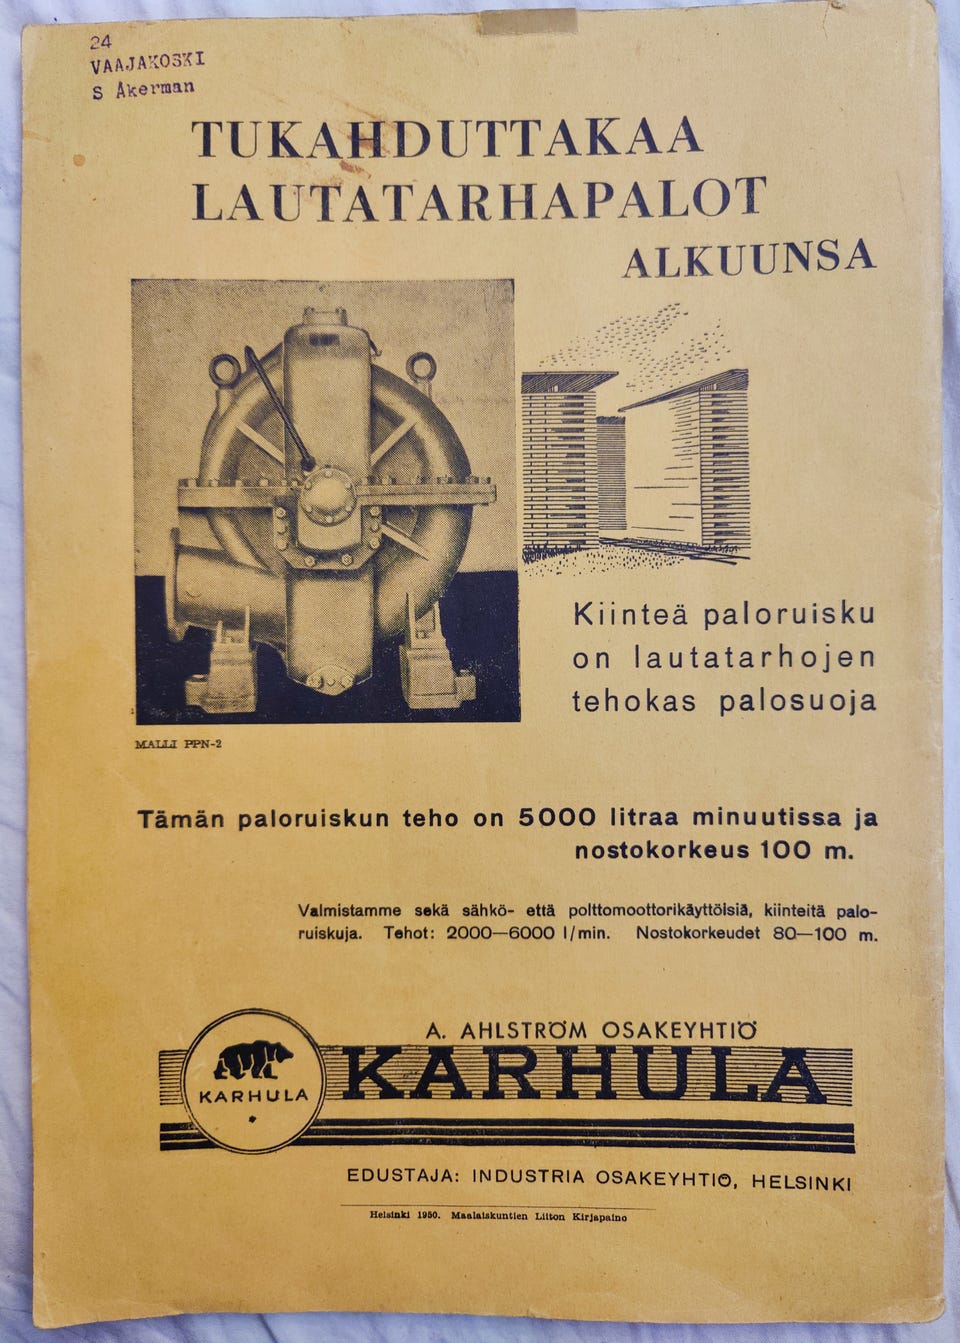 24
VAAJAKOSKI
S Åkerman
TUKAHDUTTAKAA
LAUTATARHAPALOT
ALKUUNSA
Kiinteä paloruisku
on lautatarhojen
tehokas palosuoja
MALLI PPN-2
Tämän paloruiskun teho on 5000 litraa minuutissa ja
nostokorkeus 100 m.
Valmistamme sekä sähkö- että polttomoottorikäyttöisiä, kiinteitä palo-
ruiskuja. Tehot: 2000—6000 l/min. Nostokorkeudet 80—100 m.
A. AHLSTRÖM OSAKEYHTIÖ
KARHULA
KARHULA
EDUSTAJA: INDUSTRIA OSAKEYHTIÖ, HELSINKI
Helsinki 1950. Maalaiskuntien Liiton Kirjapaino